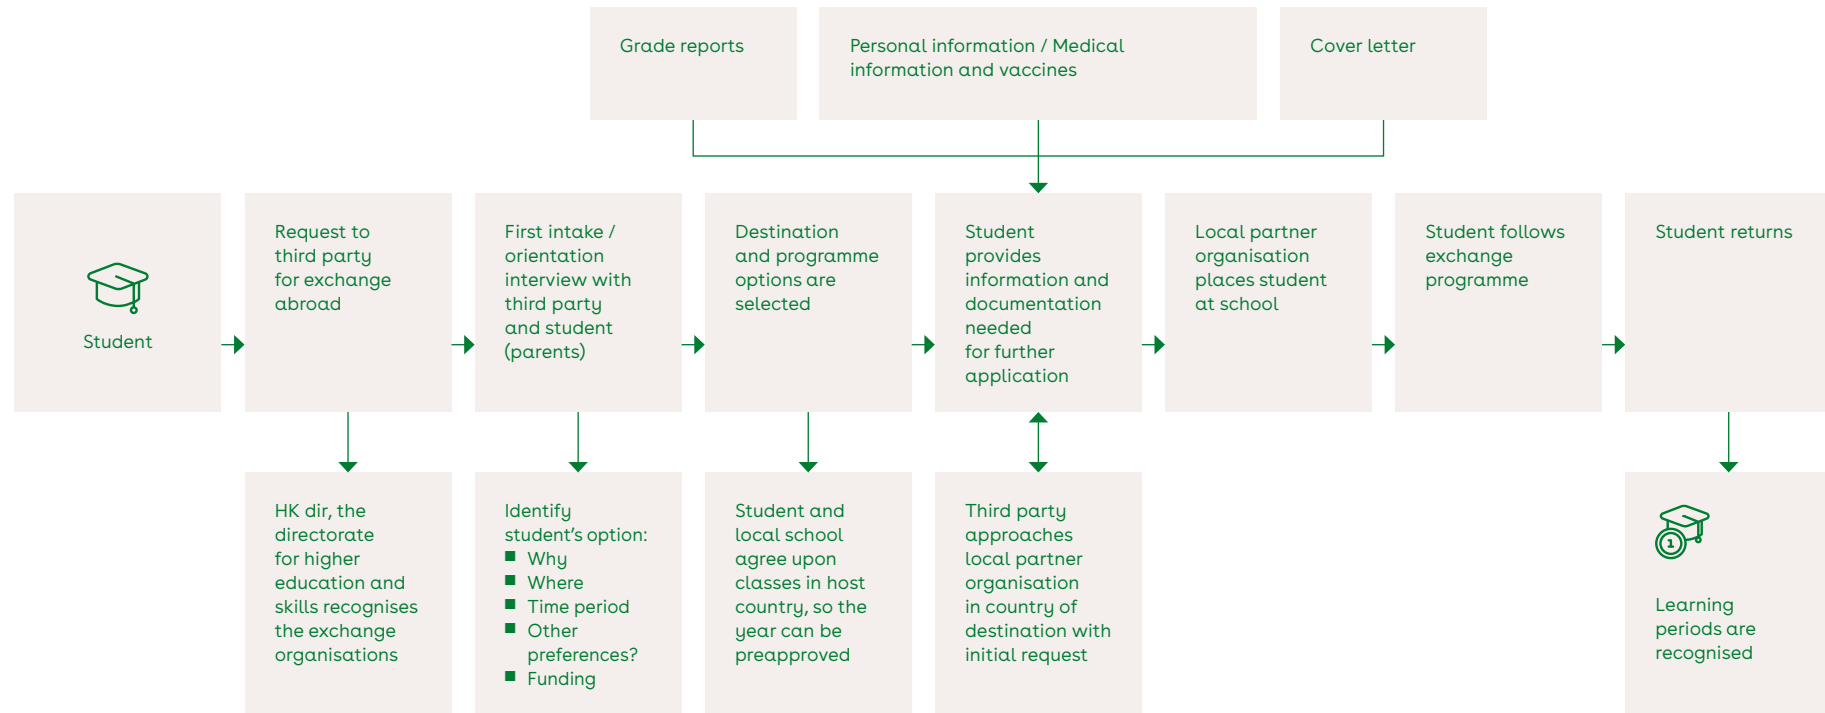 Grade reports
Personal information / Medical
information and vaccines
Cover letter
Student
Request to
third party
for exchange
abroad
First intake /
orientation
interview with
third party
and student
(parents)
Destination
and programme
options are
selected
Student
provides
information and
documentation
needed
for further
application
Local partner
organisation
places student
at school
Student follows
exchange
programme
Student returns
HK dir, the
directorate
for higher
education and
skills recognises
the exchange
organisations
Identify
student’s option:
■ Why
■ Where
■ Time period
■ Other
preferences?
■ Funding
Student and
local school
agree upon
classes in host
country, so the
year can be
preapproved
Third party
approaches
local partner
organisation
in country of
destination with
initial request
1
Learning
periods are
recognised